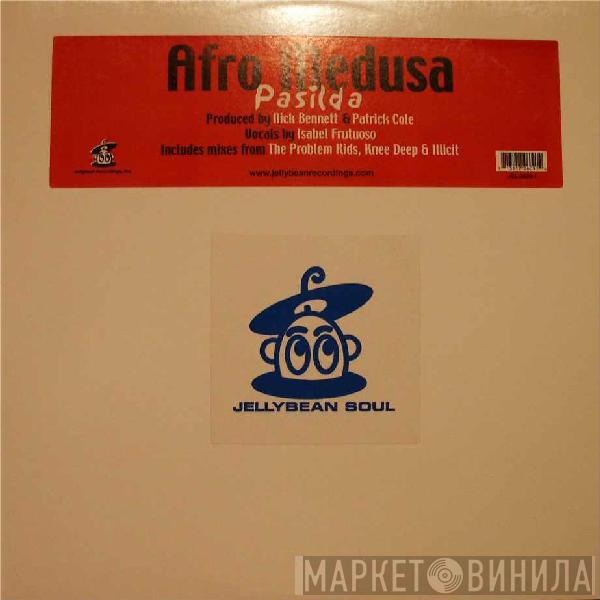 Afro Medusa
Pasilda
Produced by Nick Bennett & Patrick Cole
Vocals by Isabel Frutuoso
Includes mixes from The Problem Kids, Knee Deep & Illicit
www.jellybeanrecordings.com
JELLYBEAN SOUL
МАРКЕТ ВИНИЛА